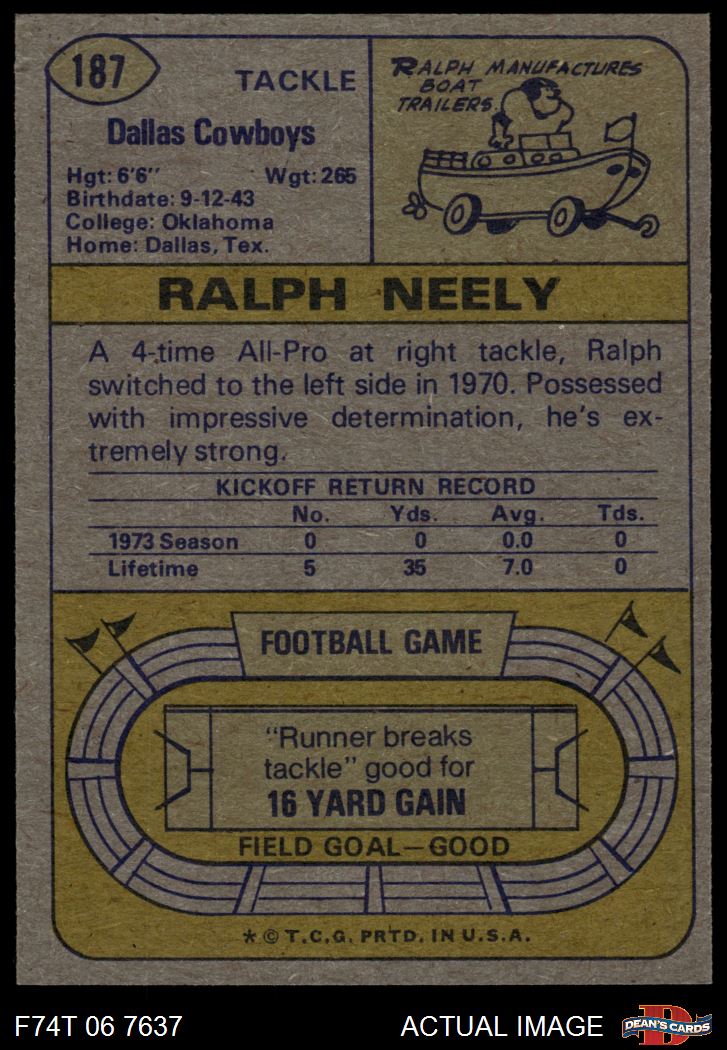 187
TACKLE
Dallas Cowboys
Hgt: 6'6" Wgt: 265
Birthdate: 9-12-43
College: Oklahoma
Home: Dallas, Tex.
RALPH MANUFACTURES
BOAT
TRAILERS.
RALPH NEELY
A 4-time All-Pro at right tackle, Ralph
switched to the left side in 1970. Possessed
with impressive determination, he's ex-
tremely strong.
KICKOFF RETURN RECORD
No. Yds. Avg. Tds.
1973 Season 0 0 0.0 0
Lifetime 5 35 7.0 0
FOOTBALL GAME
"Runner breaks
tackle" good for
16 YARD GAIN
FIELD GOAL—GOOD
* © T.C.G. PRTD. IN U.S.A.
F74T 06 7637 ACTUAL IMAGE
D
DEAN'S CARDS